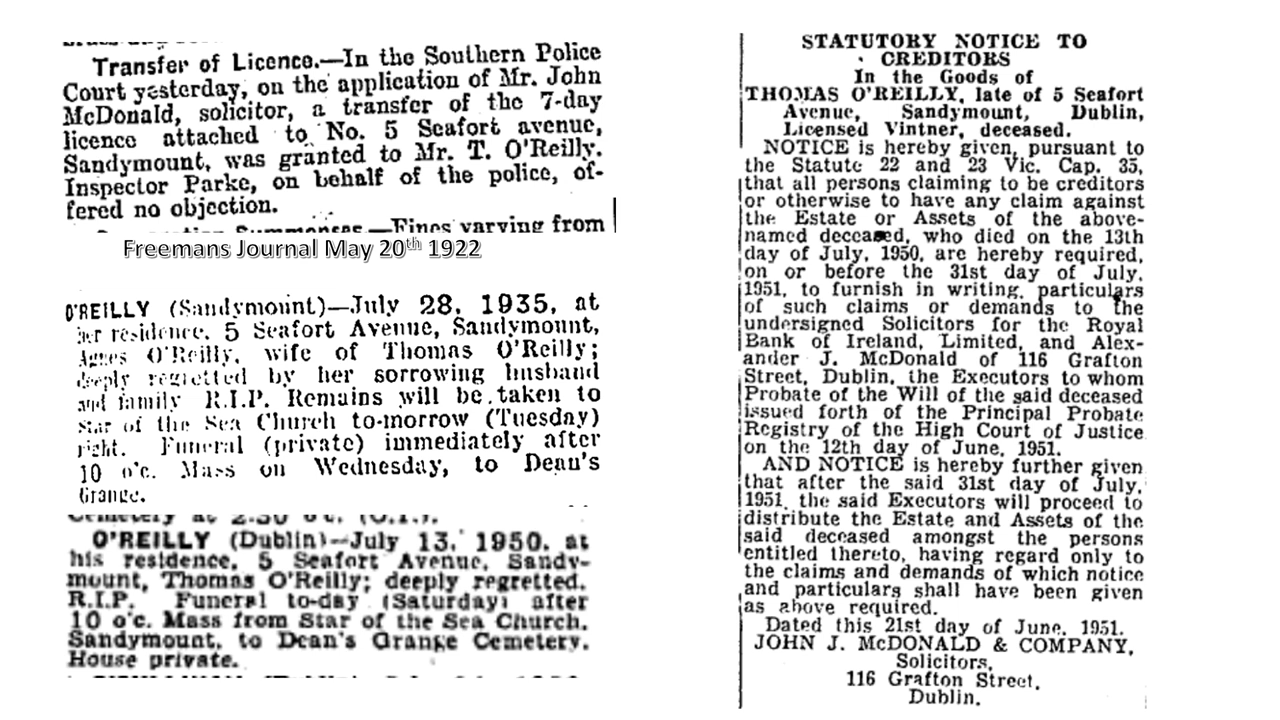 Transfer of Licence.—In the Southern Police
Court yesterday, on the application of Mr. John
McDonald, solicitor, a transfer of the 7-day
licence attached to No. 5 Seafort avenue,
Sandymount, was granted to Mr. T. O'Reilly.
Inspector Parke, on behalf of the police, of-
fered no objection.
Summonses.—Fines varying from
Freemans Journal May 20th 1922
O'REILLY (Sandymount)—July 28, 1935, at
her residence, 5 Seafort Avenue, Sandymount,
Agnes O'Reilly, wife of Thomas O'Reilly;
deeply regretted by her sorrowing husband
and family R.I.P. Remains will be taken to
Star of the Sea Church to-morrow (Tuesday)
night. Funeral (private) immediately after
10 o'c. Mass on Wednesday, to Dean's
Grange.
Cemetery at 2.30 o'c. (O.T.).
O'REILLY (Dublin)—July 13, 1950, at
his residence, 5 Seafort Avenue, Sandy-
mount, Thomas O'Reilly; deeply regretted.
R.I.P. Funeral to-day (Saturday) after
10 o'c. Mass from Star of the Sea Church,
Sandymount, to Dean's Grange Cemetery.
House private.
STATUTORY NOTICE TO
CREDITORS
In the Goods of
THOMAS O'REILLY, late of 5 Seafort
Avenue, Sandymount, Dublin,
Licensed Vintner, deceased.
NOTICE is hereby given, pursuant to
the Statute 22 and 23 Vic. Cap. 35,
that all persons claiming to be creditors
or otherwise to have any claim against
the Estate or Assets of the above-
named deceased, who died on the 13th
day of July, 1950, are hereby required,
on or before the 31st day of July,
1951, to furnish in writing, particulars
of such claims or demands to the
undersigned Solicitors for the Royal
Bank of Ireland, Limited, and Alex-
ander J. McDonald of 116 Grafton
Street, Dublin, the Executors to whom
Probate of the Will of the said deceased
issued forth of the Principal Probate
Registry of the High Court of Justice
on the 12th day of June, 1951.
AND NOTICE is hereby further given
that after the said 31st day of July,
1951, the said Executors will proceed to
distribute the Estate and Assets of the
said deceased amongst the persons
entitled thereto, having regard only to
the claims and demands of which notice
and particulars shall have been given
as above required.
Dated this 21st day of June, 1951.
JOHN J. McDONALD & COMPANY,
Solicitors,
116 Grafton Street,
Dublin.